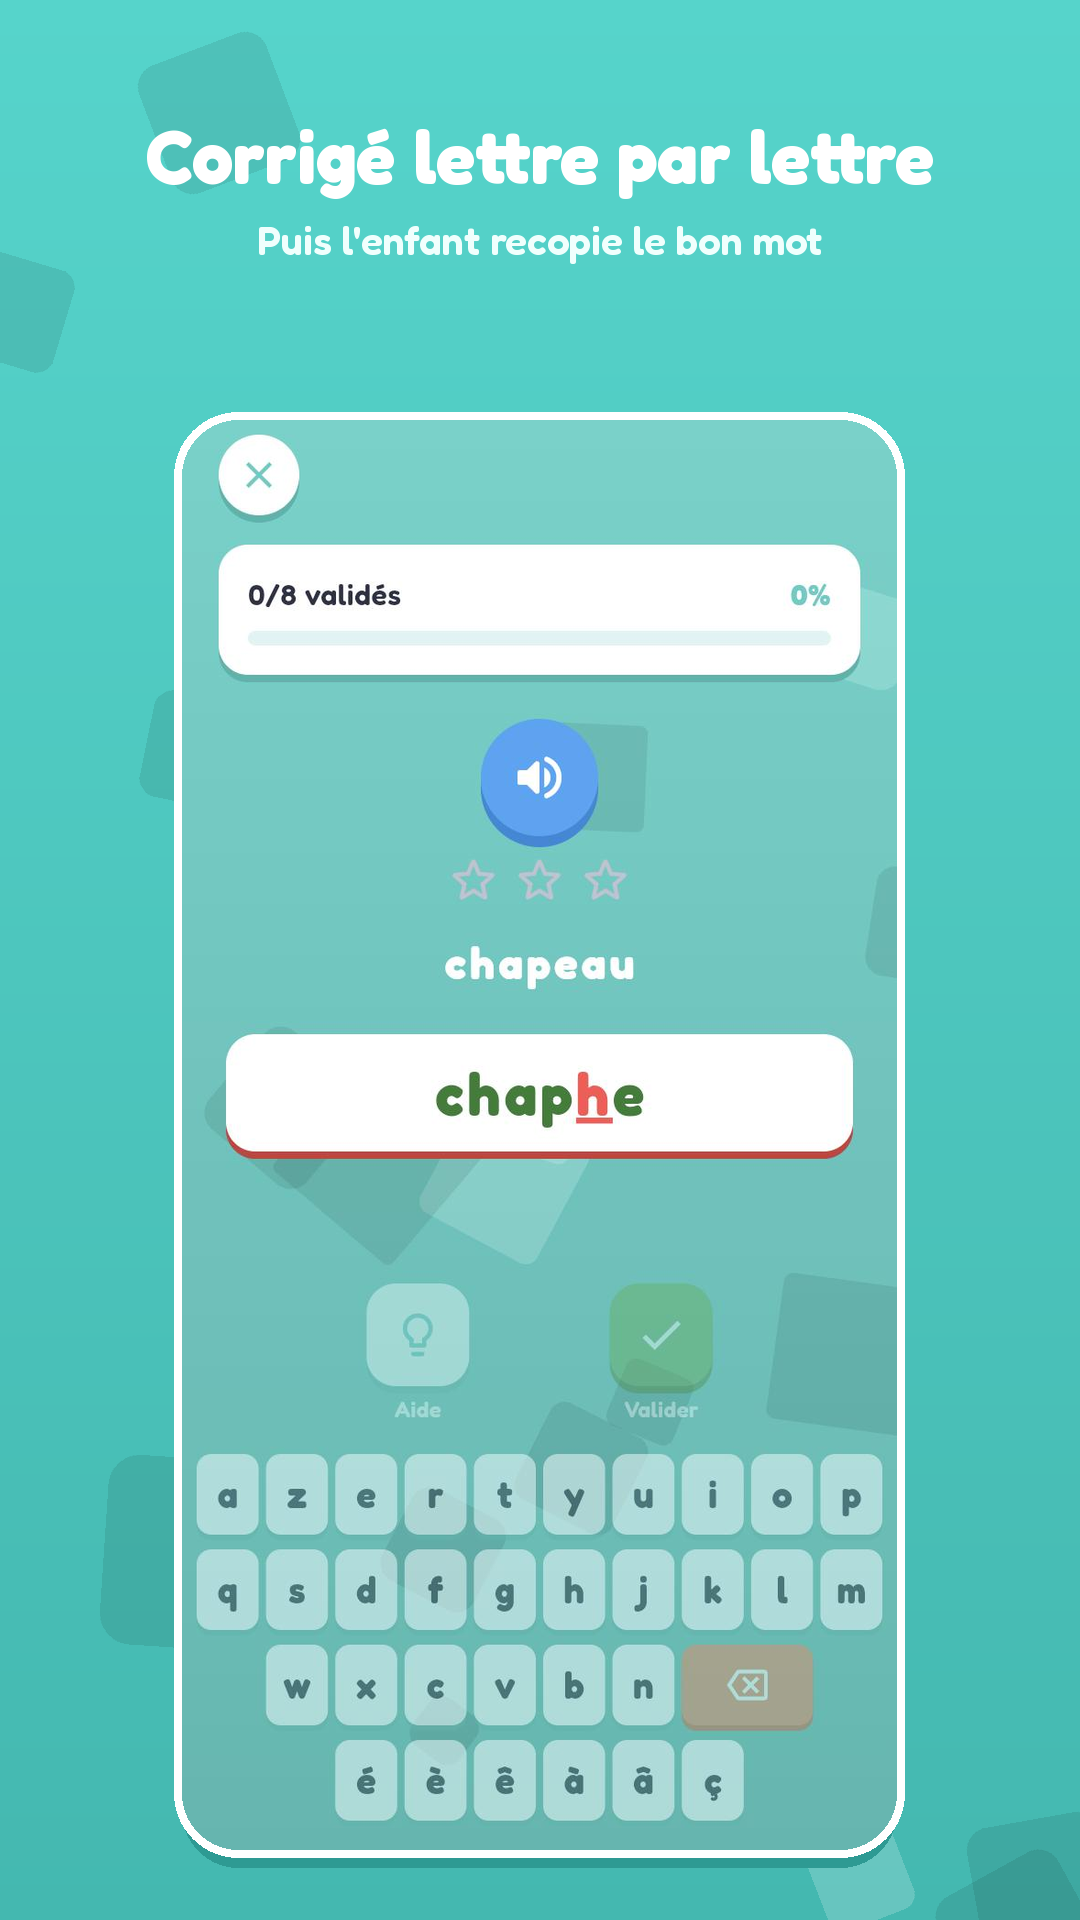 Corrigé lettre par lettre
Puis l'enfant recopie le bon mot
0/8 validés 0%
chapeau
chaphe
Aide Valider
a z e r t y u i o p
q s d f g h j k l m
w x c v b n
é è ê à â ç